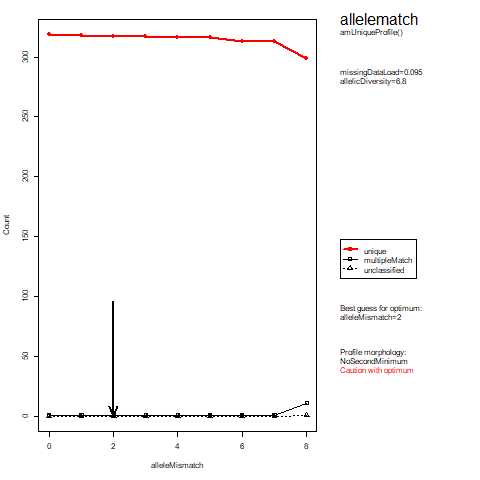 allelematch
amUniqueProfile()
missingDataLoad=0.095
allelicDiversity=6.8
300
250
200
150
100
50
0
Count
0 2 4 6 8
alleleMismatch
unique
multipleMatch
unclassified
Best guess for optimum:
alleleMismatch=2
Profile morphology:
NoSecondMinimum
Caution with optimum